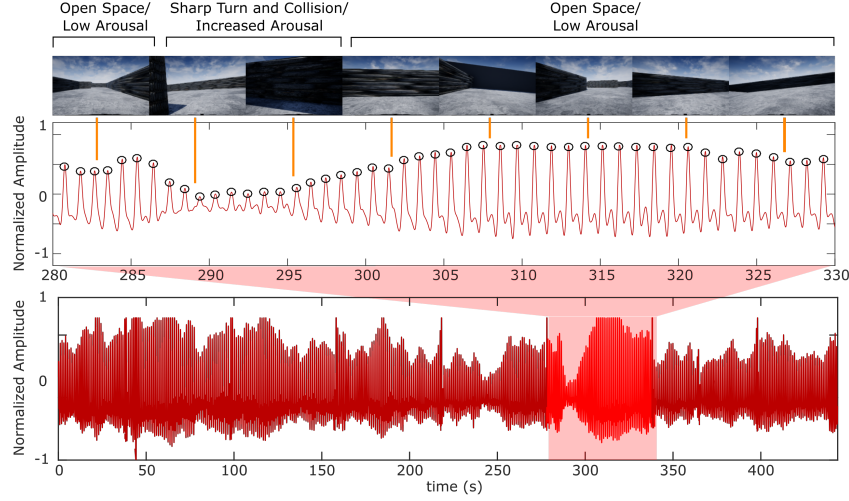 Open Space/
Low Arousal
Sharp Turn and Collision/
Increased Arousal
Open Space/
Low Arousal
Normalized Amplitude
1
0
-1
280 285 290 295 300 305 310 315 320 325 330
Normalized Amplitude
1
0
-1
0 50 100 150 200 250 300 350 400
time (s)